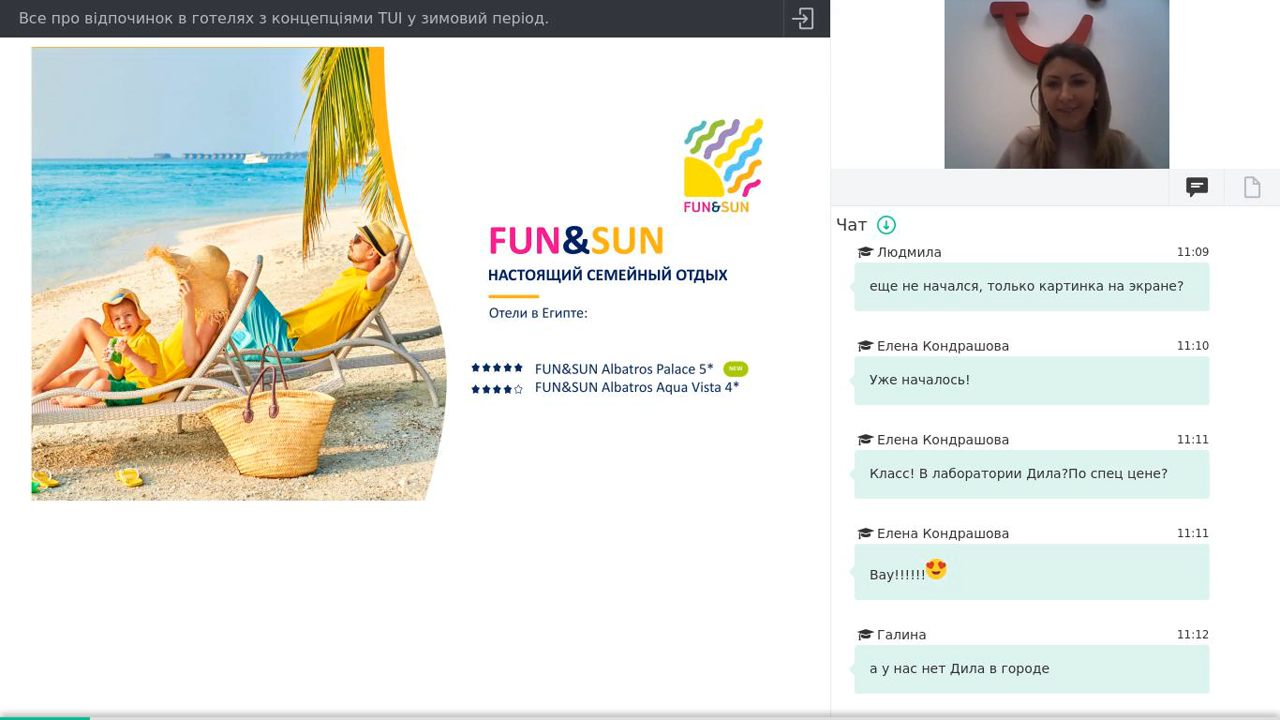 Все про відпочинок в готелях з концепціями TUI у зимовий період.
FUN&SUN
FUN&SUN
НАСТОЯЩИЙ СЕМЕЙНЫЙ ОТДЫХ
Отели в Египте:
FUN&SUN Albatros Palace 5* NEW
FUN&SUN Albatros Aqua Vista 4*
Чат
Людмила 11:09
еще не начался, только картинка на экране?
Елена Кондрашова 11:10
Уже началось!
Елена Кондрашова 11:11
Класс! В лаборатории Дила?По спец цене?
Елена Кондрашова 11:11
Вау!!!!!!😍
Галина 11:12
а у нас нет Дила в городе